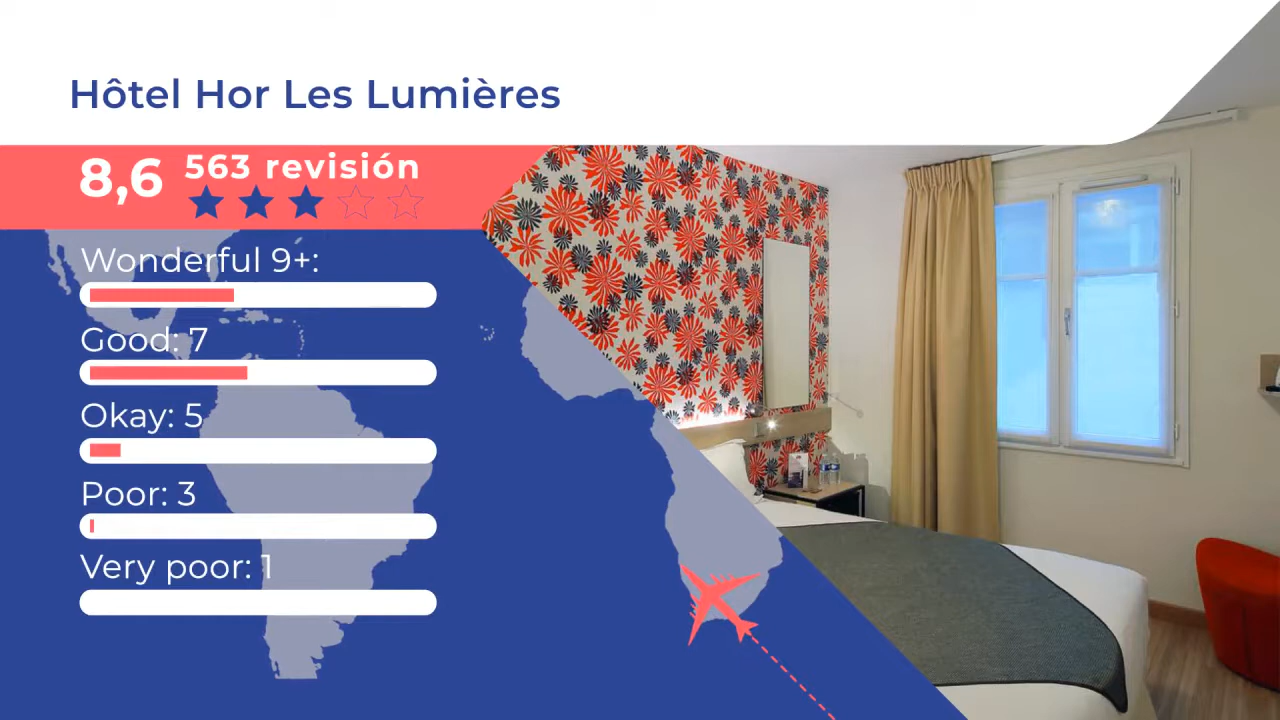 Hôtel Hor Les Lumières
8,6
563 revisión
Wonderful 9+:
Good: 7
Okay: 5
Poor: 3
Very poor: 1